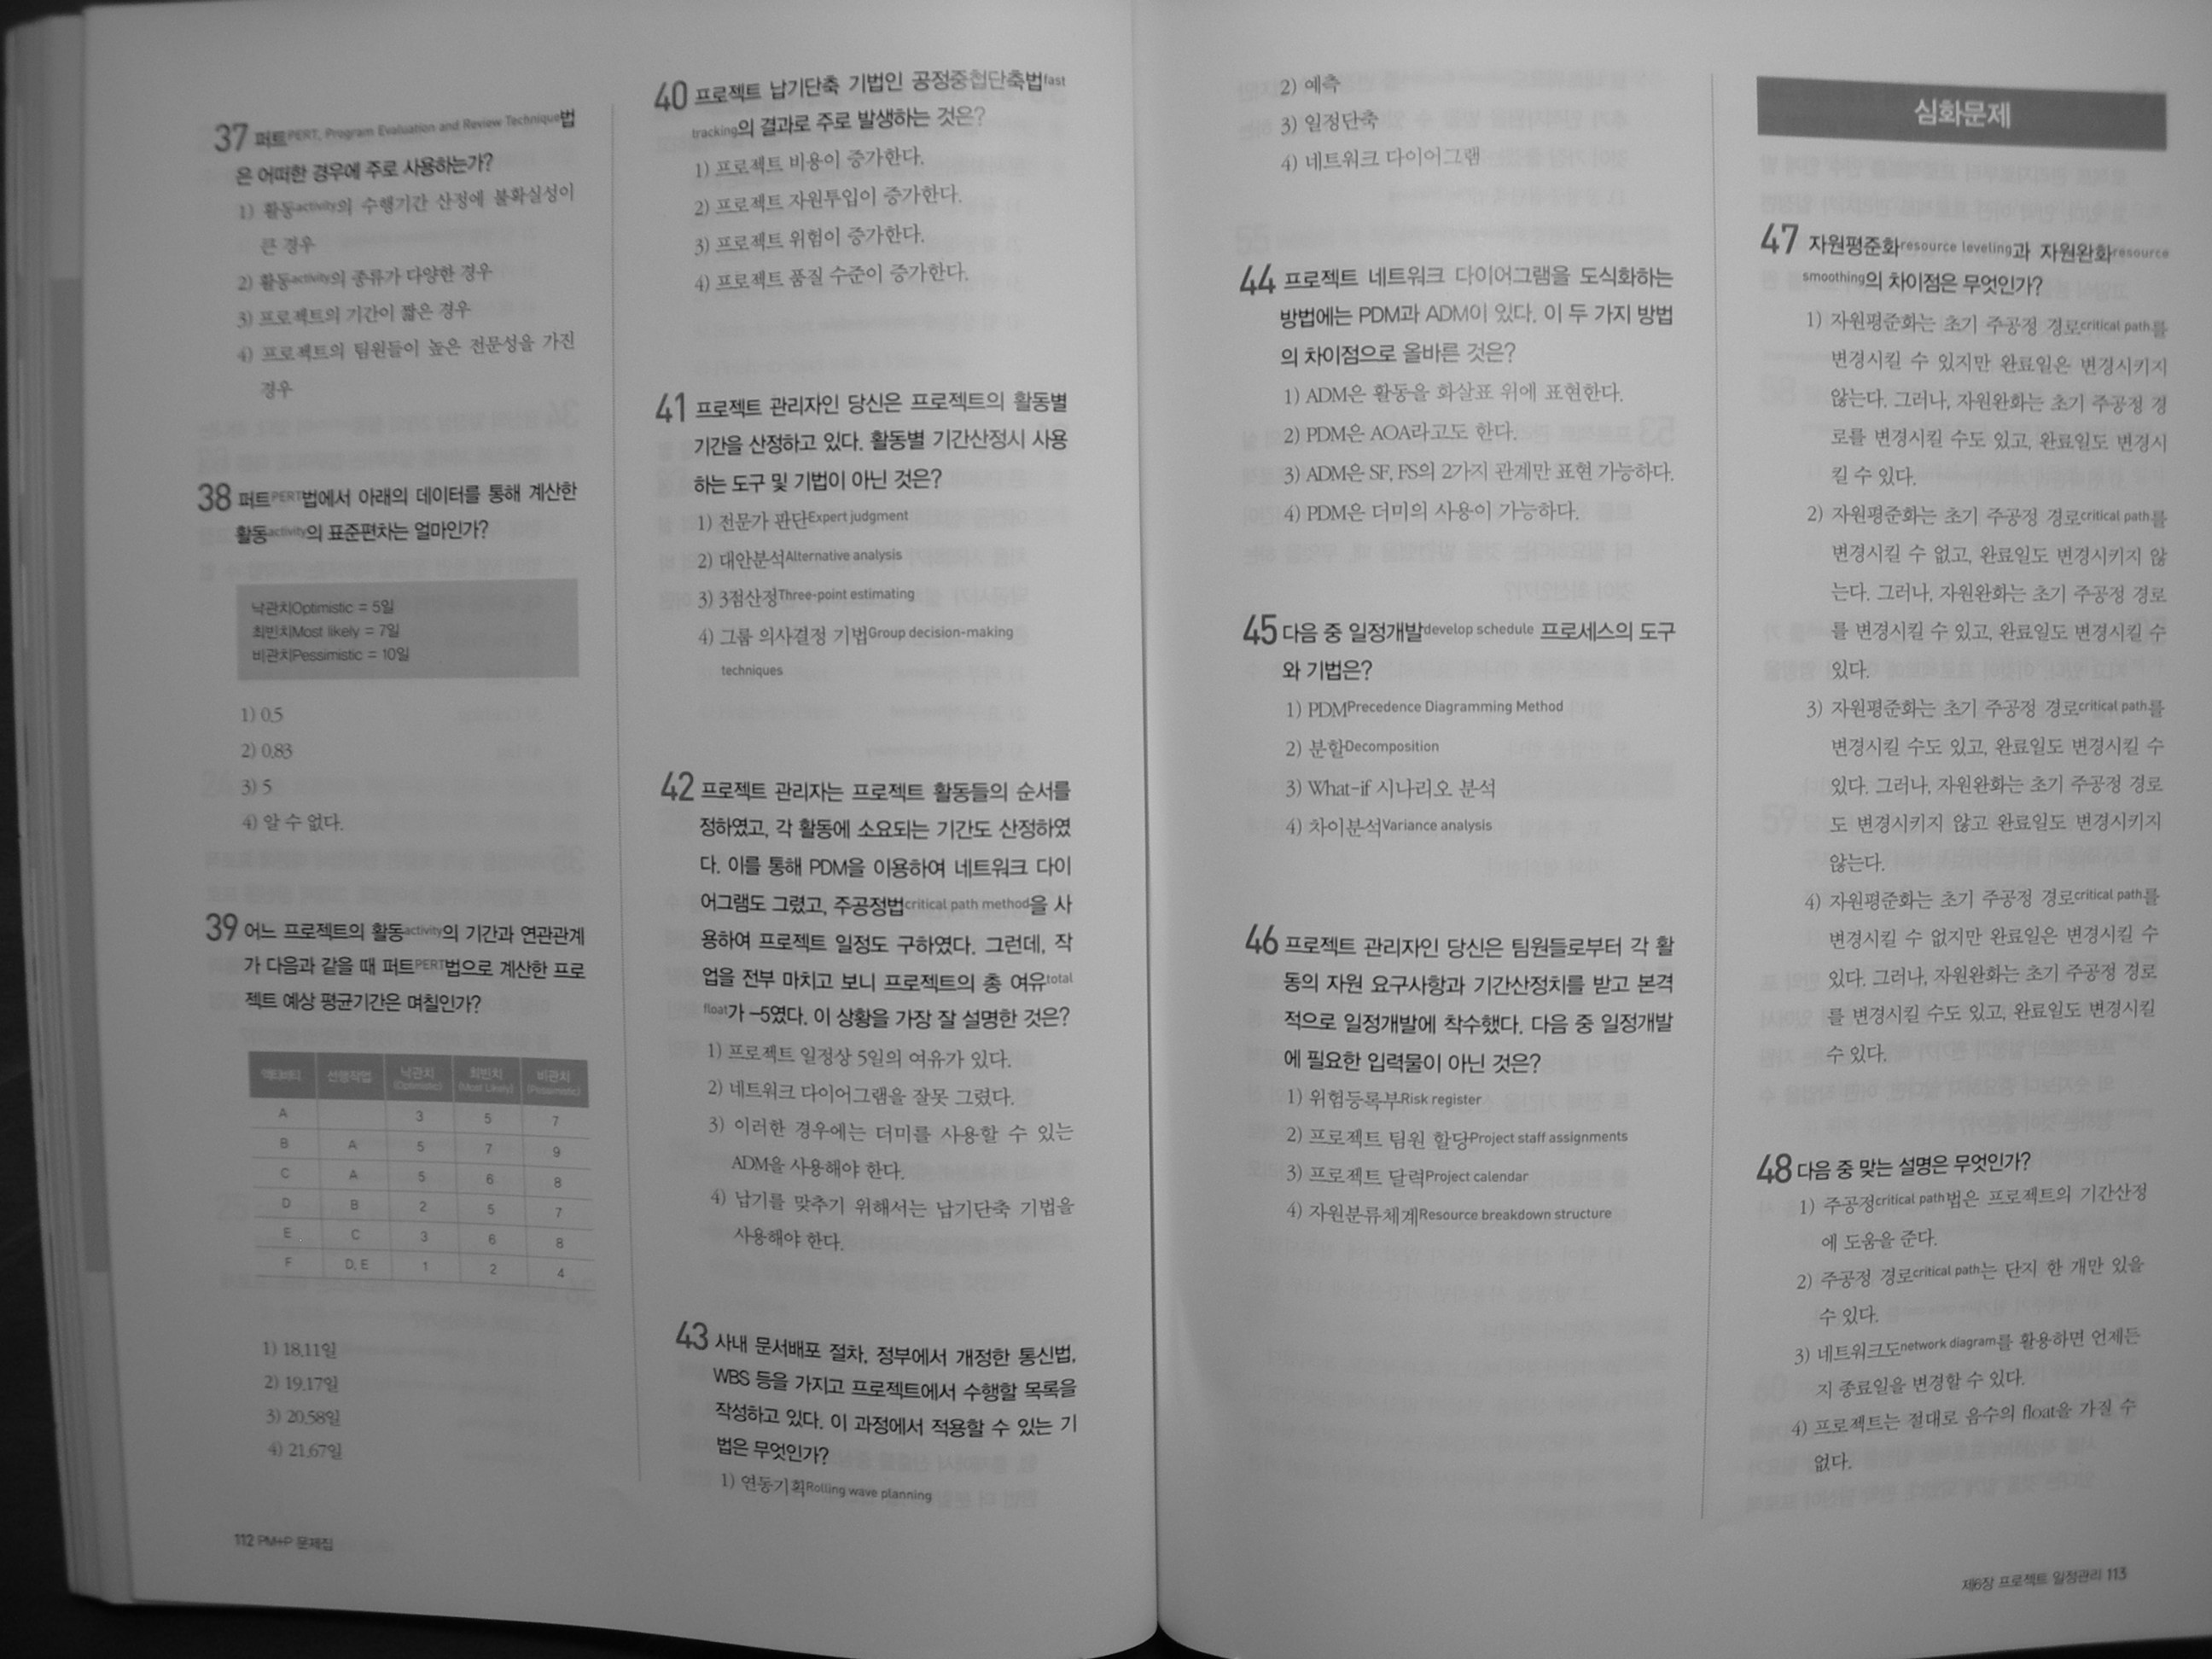 37 퍼트PERT, Program Evaluation and Review Technique법
은 어떠한 경우에 주로 사용하는가?
1) 활동activity의 수행기간 산정에 불확실성이
큰 경우
2) 활동activity의 종류가 다양한 경우
3) 프로젝트의 기간이 짧은 경우
4) 프로젝트의 팀원들이 높은 전문성을 가진
경우
38 퍼트PERT법에서 아래의 데이터를 통해 계산한
활동activity의 표준편차는 얼마인가?
낙관치Optimistic = 5일
최빈치Most likely = 7일
비관치Pessimistic = 10일
1) 0.5
2) 0.83
3) 5
4) 알 수 없다.
39 어느 프로젝트의 활동activity의 기간과 연관관계
가 다음과 같을 때 퍼트PERT법으로 계산한 프로
젝트 예상 평균기간은 며칠인가?
액티비티 선행작업 낙관치(Optimistic) 최빈치(Most Likely) 비관치(Pessimistic)
A 3 5 7
B A 5 7 9
C A 5 6 8
D B 2 5 7
E C 3 6 8
F D, E 1 2 4
1) 18.11일
2) 19.17일
3) 20.58일
4) 21.67일
112 PM+P 문제집
40 프로젝트 납기단축 기법인 공정중첩단축법fast
tracking의 결과로 주로 발생하는 것은?
1) 프로젝트 비용이 증가한다.
2) 프로젝트 자원투입이 증가한다.
3) 프로젝트 위험이 증가한다.
4) 프로젝트 품질 수준이 증가한다.
41 프로젝트 관리자인 당신은 프로젝트의 활동별
기간을 산정하고 있다. 활동별 기간산정시 사용
하는 도구 및 기법이 아닌 것은?
1) 전문가 판단Expert judgment
2) 대안분석Alternative analysis
3) 3점산정Three-point estimating
4) 그룹 의사결정 기법Group decision-making
techniques
42 프로젝트 관리자는 프로젝트 활동들의 순서를
정하였고, 각 활동에 소요되는 기간도 산정하였
다. 이를 통해 PDM을 이용하여 네트워크 다이
어그램도 그렸고, 주공정법critical path method을 사
용하여 프로젝트 일정도 구하였다. 그런데, 작
업을 전부 마치고 보니 프로젝트의 총 여유total
float가 –5였다. 이 상황을 가장 잘 설명한 것은?
1) 프로젝트 일정상 5일의 여유가 있다.
2) 네트워크 다이어그램을 잘못 그렸다.
3) 이러한 경우에는 더미를 사용할 수 있는
ADM을 사용해야 한다.
4) 납기를 맞추기 위해서는 납기단축 기법을
사용해야 한다.
43 사내 문서배포 절차, 정부에서 개정한 통신법,
WBS 등을 가지고 프로젝트에서 수행할 목록을
작성하고 있다. 이 과정에서 적용할 수 있는 기
법은 무엇인가?
1) 연동기획Rolling wave planning
2) 예측
3) 일정단축
4) 네트워크 다이어그램
44 프로젝트 네트워크 다이어그램을 도식화하는
방법에는 PDM과 ADM이 있다. 이 두 가지 방법
의 차이점으로 올바른 것은?
1) ADM은 활동을 화살표 위에 표현한다.
2) PDM은 AOA라고도 한다.
3) ADM은 SF, FS의 2가지 관계만 표현 가능하다.
4) PDM은 더미의 사용이 가능하다.
45 다음 중 일정개발develop schedule 프로세스의 도구
와 기법은?
1) PDMPrecedence Diagramming Method
2) 분할Decomposition
3) What-if 시나리오 분석
4) 차이분석Variance analysis
46 프로젝트 관리자인 당신은 팀원들로부터 각 활
동의 자원 요구사항과 기간산정치를 받고 본격
적으로 일정개발에 착수했다. 다음 중 일정개발
에 필요한 입력물이 아닌 것은?
1) 위험등록부Risk register
2) 프로젝트 팀원 할당Project staff assignments
3) 프로젝트 달력Project calendar
4) 자원분류체계Resource breakdown structure
심화문제
47 자원평준화resource leveling과 자원완화resource
smoothing의 차이점은 무엇인가?
1) 자원평준화는 초기 주공정 경로critical path를
변경시킬 수 있지만 완료일은 변경시키지
않는다. 그러나, 자원완화는 초기 주공정 경
로를 변경시킬 수도 있고, 완료일도 변경시
킬 수 있다.
2) 자원평준화는 초기 주공정 경로critical path를
변경시킬 수 없고, 완료일도 변경시키지 않
는다. 그러나, 자원완화는 초기 주공정 경로
를 변경시킬 수 있고, 완료일도 변경시킬 수
있다.
3) 자원평준화는 초기 주공정 경로critical path를
변경시킬 수도 있고, 완료일도 변경시킬 수
있다. 그러나, 자원완화는 초기 주공정 경로
도 변경시키지 않고 완료일도 변경시키지
않는다.
4) 자원평준화는 초기 주공정 경로critical path를
변경시킬 수 없지만 완료일은 변경시킬 수
있다. 그러나, 자원완화는 초기 주공정 경로
를 변경시킬 수도 있고, 완료일도 변경시킬
수 있다.
48 다음 중 맞는 설명은 무엇인가?
1) 주공정critical path법은 프로젝트의 기간산정
에 도움을 준다.
2) 주공정 경로critical path는 단지 한 개만 있을
수 있다.
3) 네트워크도network diagram를 활용하면 언제든
지 종료일을 변경할 수 있다.
4) 프로젝트는 절대로 음수의 float을 가질 수
없다.
제6장 프로젝트 일정관리 113